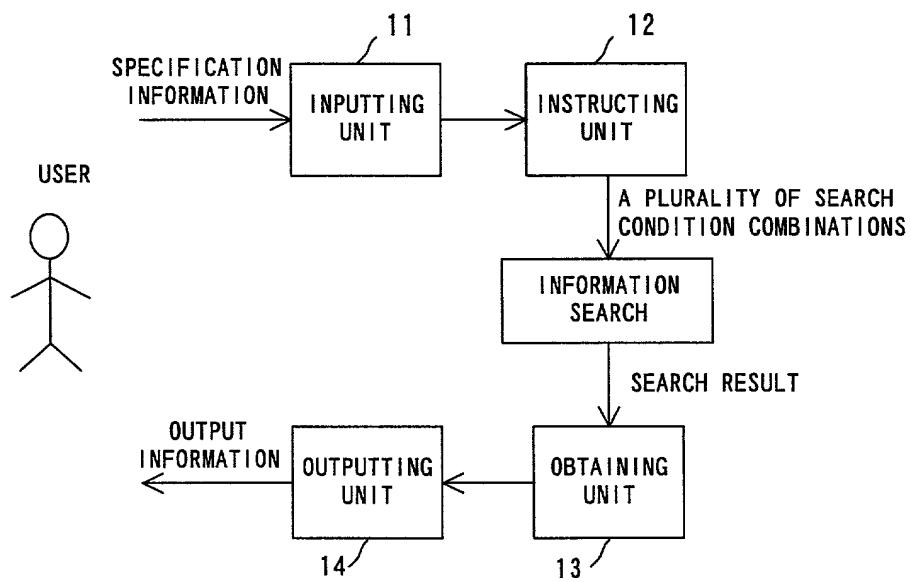 11
12
SPECIFICATION
INFORMATION
INPUTTING
UNIT
INSTRUCTING
UNIT
USER
A PLURALITY OF SEARCH
CONDITION COMBINATIONS
INFORMATION
SEARCH
SEARCH RESULT
OUTPUT
INFORMATION
OUTPUTTING
UNIT
OBTAINING
UNIT
14
13